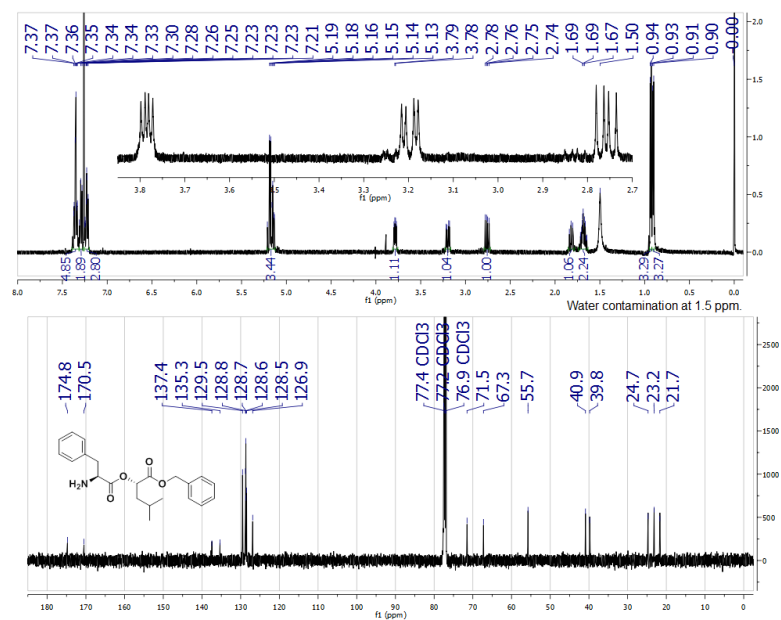 7.37 7.37 7.36 7.35 7.34 7.34 7.33 7.30 7.28 7.26 7.25 7.23 7.23 7.21 5.19 5.18 5.16 5.15 5.14 5.13 3.79 3.78 2.78 2.76 2.75 2.74 1.69 1.69 1.67 1.50 0.94 0.93 0.91 0.90 -0.00
2.0
1.5
1.0
0.5
0.0
3.8 3.7 3.6 3.5 3.4 3.3 3.2 3.1 3.0 2.9 2.8 2.7
f1 (ppm)
4.85 1.89 2.80 3.44 1.11 1.04 1.00 1.06 2.24 3.29 3.27
8.0 7.5 7.0 6.5 6.0 5.5 5.0 4.5 4.0 3.5 3.0 2.5 2.0 1.5 1.0 0.5 0.0
f1 (ppm)
Water contamination at 1.5 ppm.
174.8 170.5 137.4 135.3 129.5 128.8 128.7 128.6 128.5 126.9 77.4 CDCl3 77.2 CDCl3 76.9 CDCl3 71.5 67.3 55.7 40.9 39.8 24.7 23.2 21.7
2500
2000
1500
1000
500
0
H2N O O O O
180 170 160 150 140 130 120 110 100 90 80 70 60 50 40 30 20 10 0
f1 (ppm)